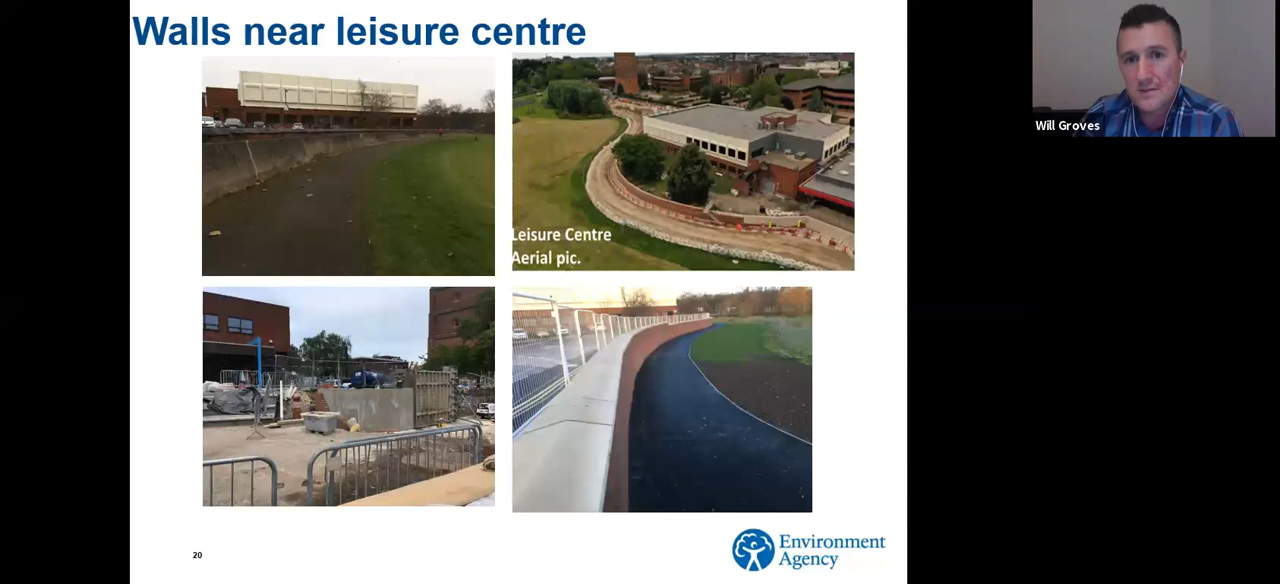 Walls near leisure centre
Will Groves
Leisure Centre
Aerial pic.
20
Environment
Agency